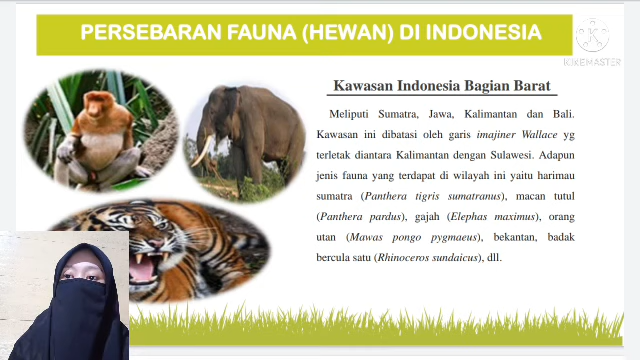 PERSEBARAN FAUNA (HEWAN) DI INDONESIA
KINEMASTER
Kawasan Indonesia Bagian Barat
Meliputi Sumatra, Jawa, Kalimantan dan Bali.
Kawasan ini dibatasi oleh garis imajiner Wallace yg
terletak diantara Kalimantan dengan Sulawesi. Adapun
jenis fauna yang terdapat di wilayah ini yaitu harimau
sumatra (Panthera tigris sumatranus), macan tutul
(Panthera pardus), gajah (Elephas maximus), orang
utan (Mawas pongo pygmaeus), bekantan, badak
bercula satu (Rhinoceros sundaicus), dll.